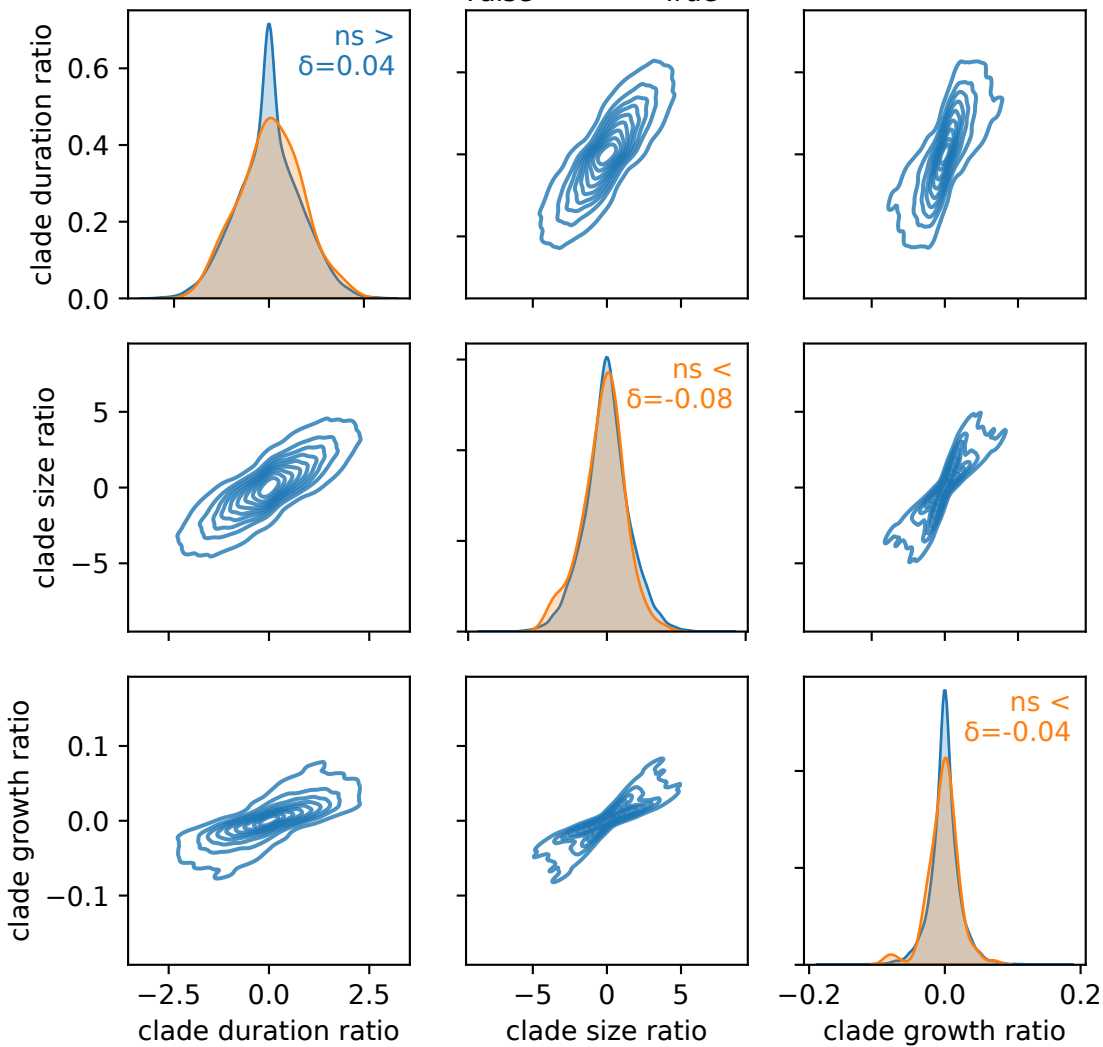 clade duration ratio
0.6
0.4
0.2
0.0
ns >
δ=0.04
clade size ratio
5
0
−5
ns <
δ=-0.08
clade growth ratio
0.1
0.0
−0.1
ns <
δ=-0.04
−2.5 0.0 2.5
−5 0 5
−0.2 0.0 0.2
clade duration ratio
clade size ratio
clade growth ratio